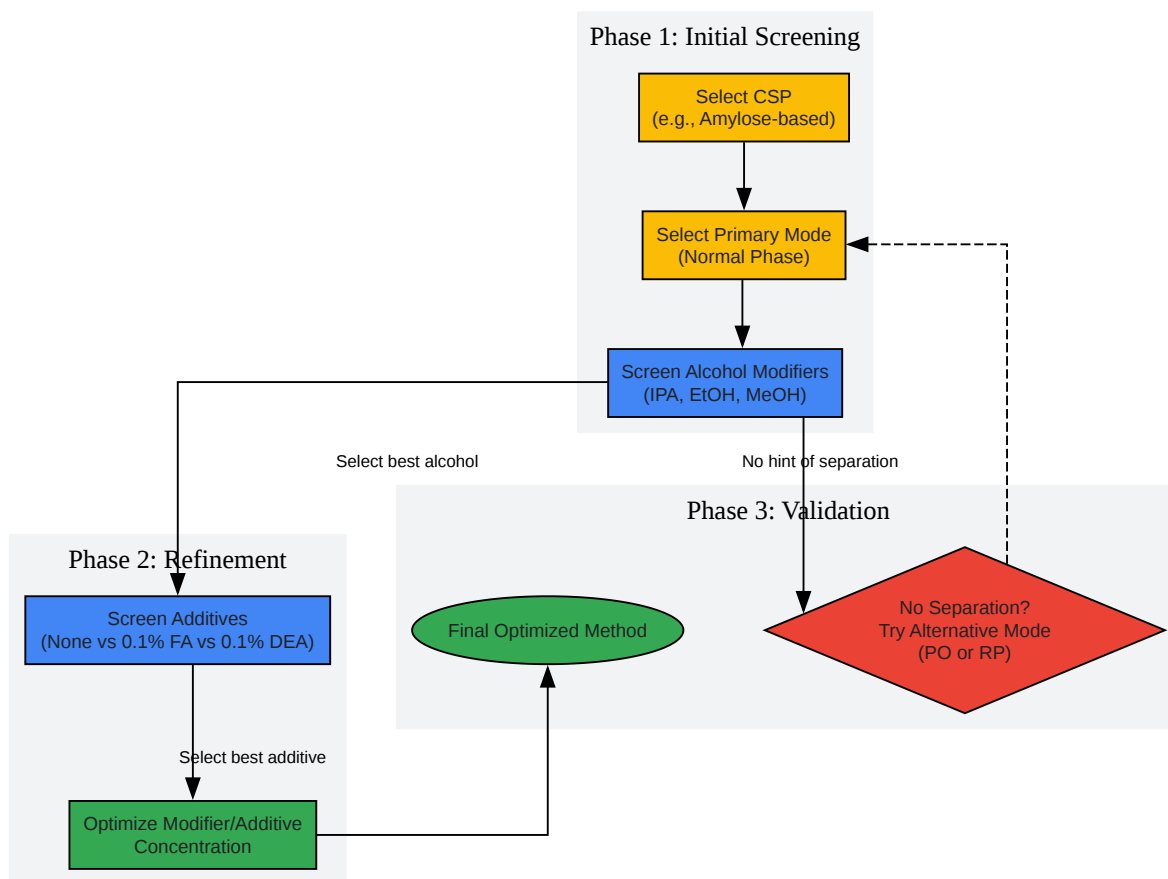 Phase 1: Initial Screening
Select CSP
(e.g., Amylose-based)
Select Primary Mode
(Normal Phase)
Screen Alcohol Modifiers
(IPA, EtOH, MeOH)
Select best alcohol
No hint of separation
Phase 3: Validation
Phase 2: Refinement
Screen Additives
(None vs 0.1% FA vs 0.1% DEA)
Final Optimized Method
No Separation?
Try Alternative Mode
(PO or RP)
Select best additive
Optimize Modifier/Additive
Concentration